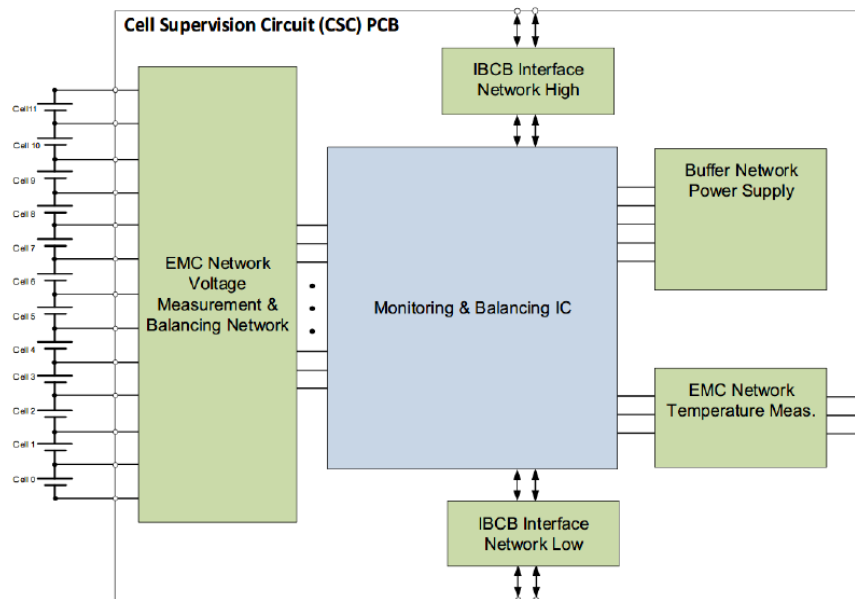 Cell Supervision Circuit (CSC) PCB
IBCB Interface
Network High
Cell11
Cell 10
Cell 9
Cell 8
Cell 7
Cell 6
Cell 5
Cell 4
Cell 3
Cell 2
Cell 1
Cell 0
EMC Network
Voltage
Measurement &
Balancing Network
Monitoring & Balancing IC
Buffer Network
Power Supply
EMC Network
Temperature Meas.
IBCB Interface
Network Low